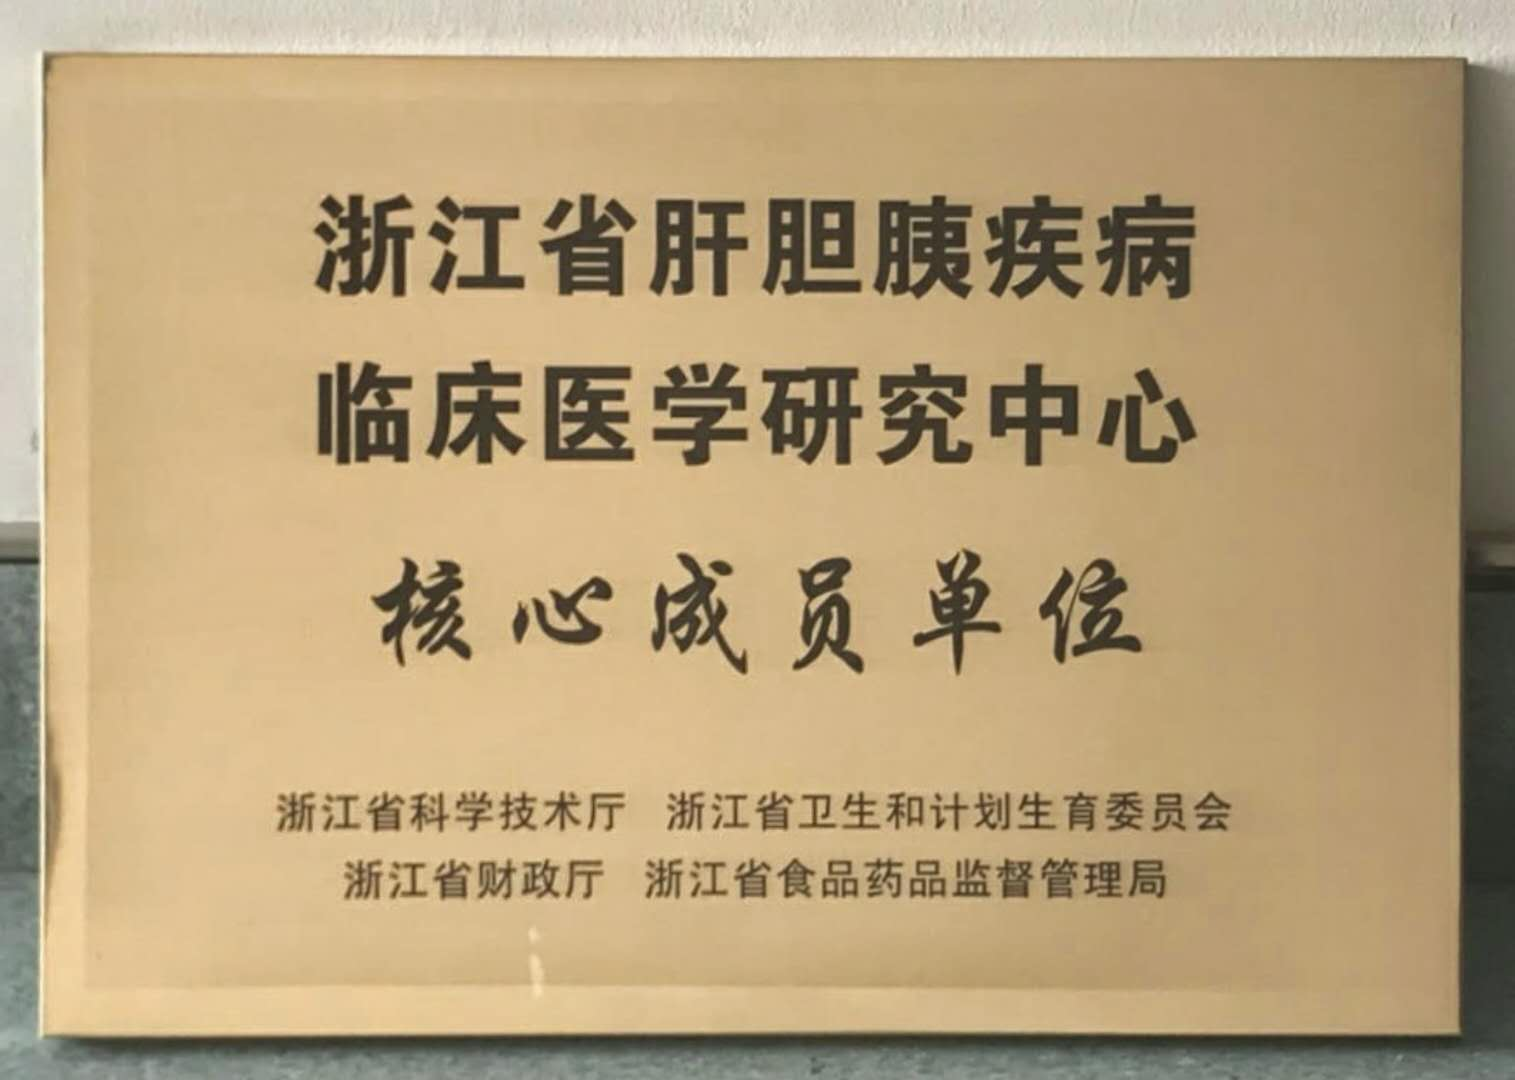 浙江省肝胆胰疾病
临床医学研究中心
核心成员单位
浙江省科学技术厅 浙江省卫生和计划生育委员会
浙江省财政厅 浙江省食品药品监督管理局